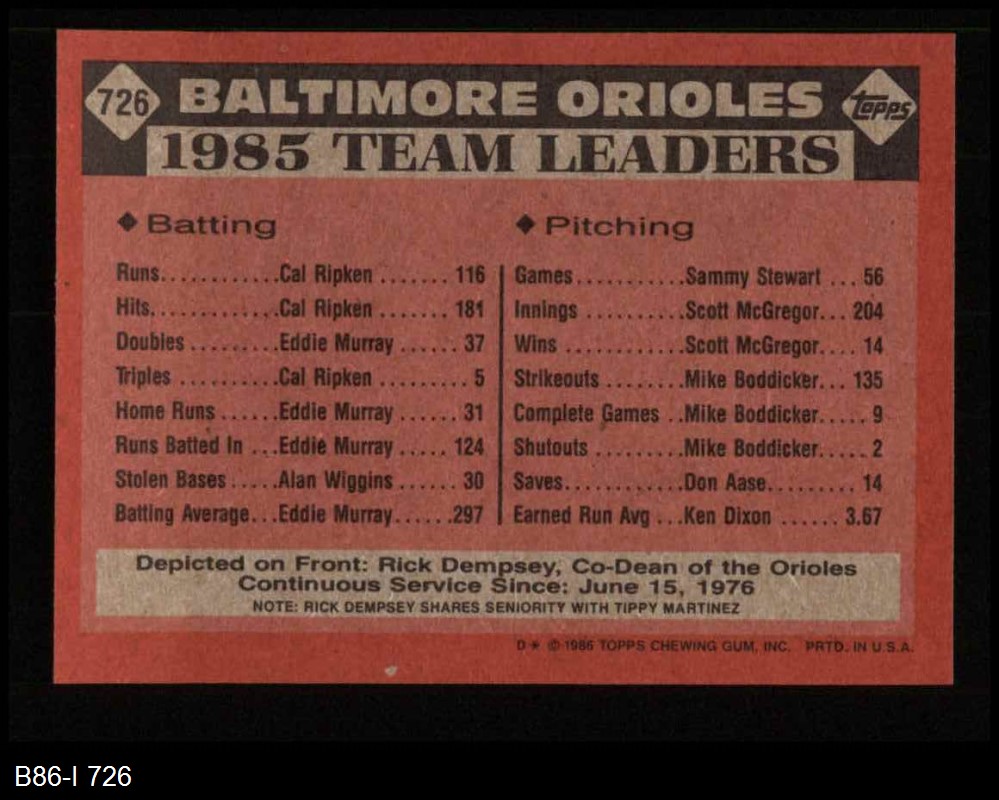 726 BALTIMORE ORIOLES topps
1985 TEAM LEADERS
◆ Batting
Runs............Cal Ripken ....... 116
Hits.............Cal Ripken ....... 181
Doubles .........Eddie Murray ...... 37
Triples ..........Cal Ripken ......... 5
Home Runs ......Eddie Murray ...... 31
Runs Batted In ...Eddie Murray ..... 124
Stolen Bases .....Alan Wiggins ...... 30
Batting Average...Eddie Murray......297
◆ Pitching
Games...........Sammy Stewart ... 56
Innings ..........Scott McGregor... 204
Wins ............Scott McGregor.... 14
Strikeouts ........Mike Boddicker... 135
Complete Games ..Mike Boddicker..... 9
Shutouts .........Mike Boddicker..... 2
Saves............Don Aase......... 14
Earned Run Avg ...Ken Dixon ...... 3.67
Depicted on Front: Rick Dempsey, Co-Dean of the Orioles
Continuous Service Since: June 15, 1976
NOTE: RICK DEMPSEY SHARES SENIORITY WITH TIPPY MARTINEZ
D* © 1986 TOPPS CHEWING GUM, INC. PRTD. IN U.S.A.
B86-I 726